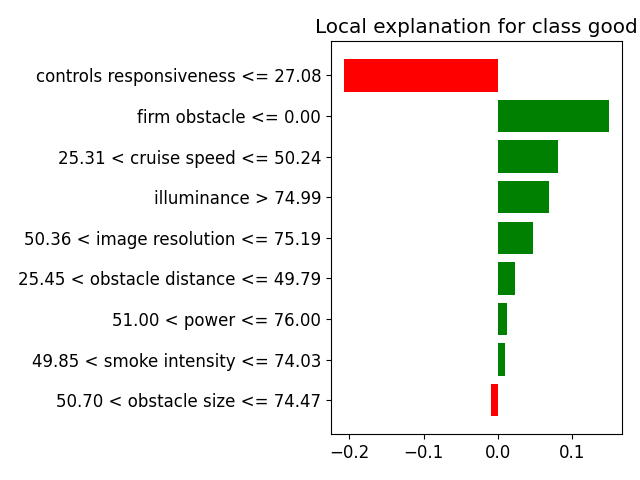 Local explanation for class good
controls responsiveness <= 27.08
firm obstacle <= 0.00
25.31 < cruise speed <= 50.24
illuminance > 74.99
50.36 < image resolution <= 75.19
25.45 < obstacle distance <= 49.79
51.00 < power <= 76.00
49.85 < smoke intensity <= 74.03
50.70 < obstacle size <= 74.47
−0.2 −0.1 0.0 0.1